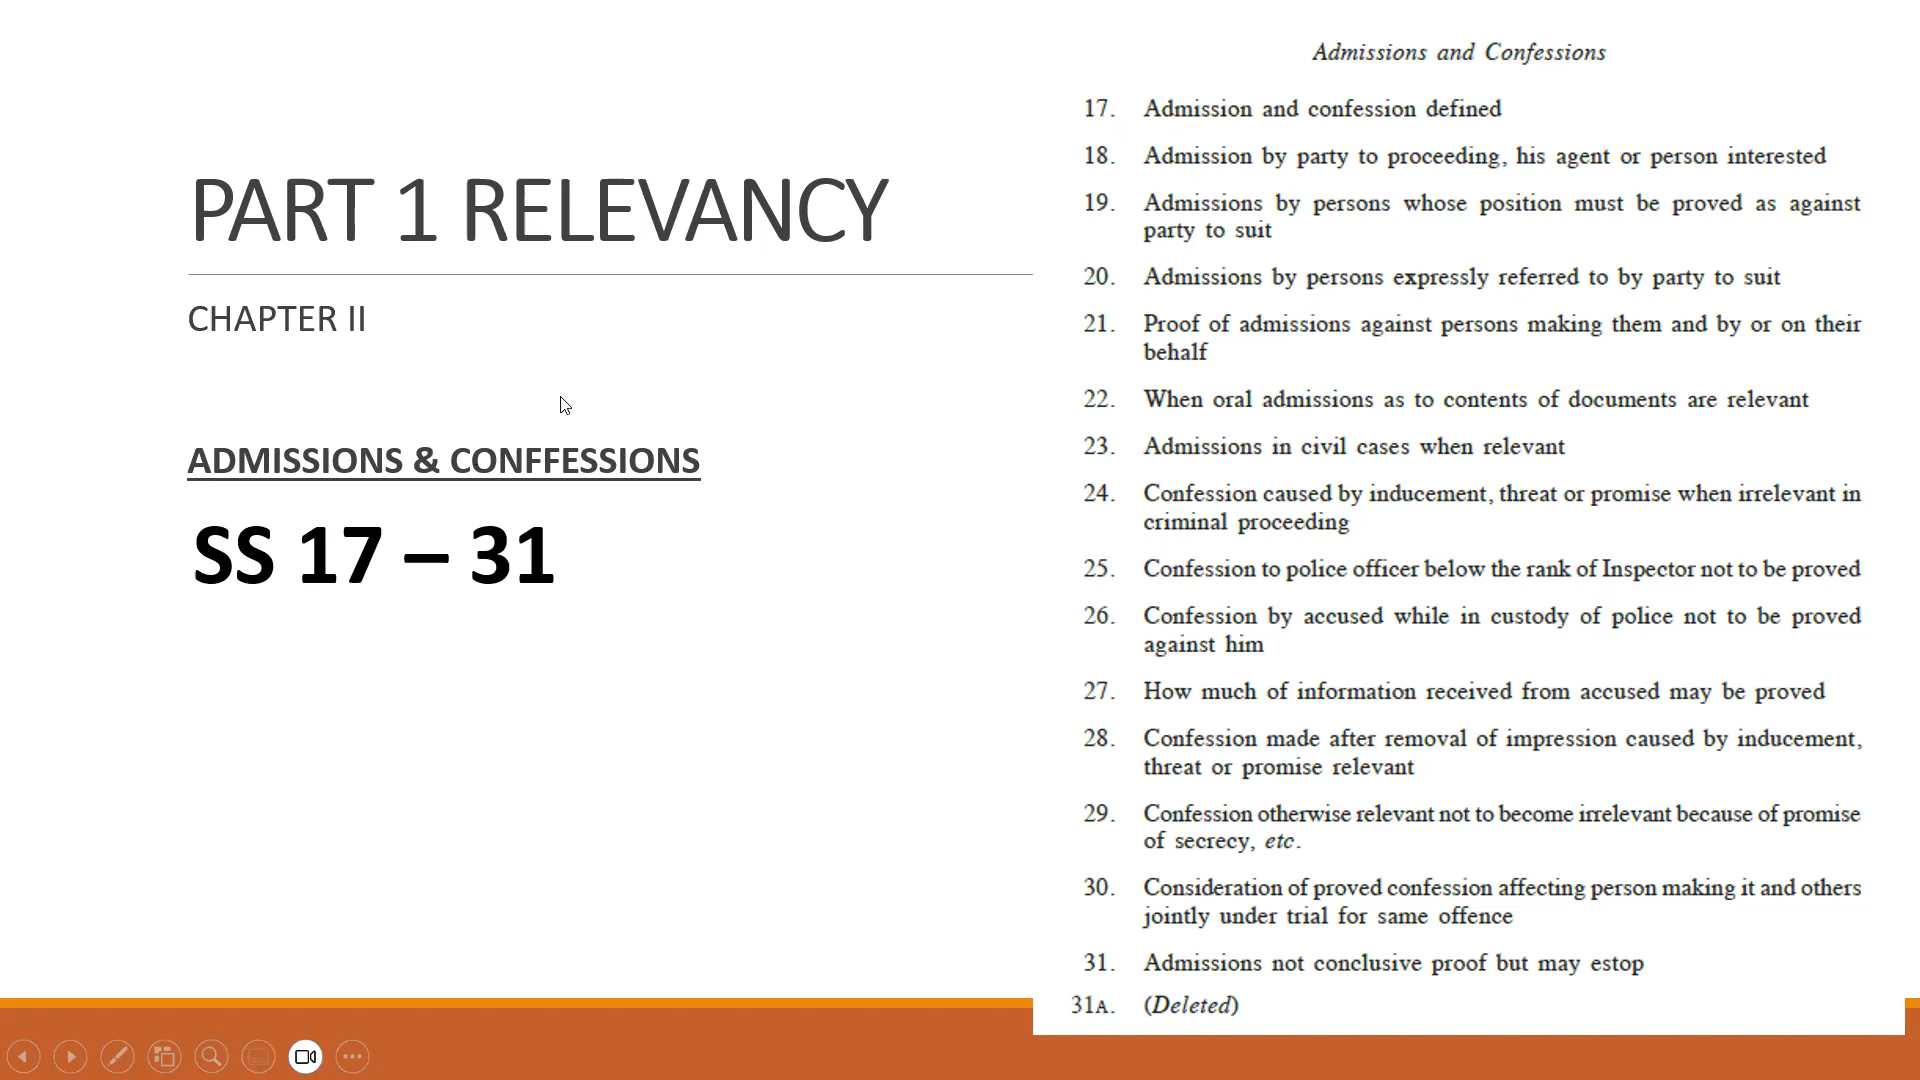 PART 1 RELEVANCY
CHAPTER II
ADMISSIONS & CONFFESSIONS
SS 17 – 31
Admissions and Confessions
17. Admission and confession defined
18. Admission by party to proceeding, his agent or person interested
19. Admissions by persons whose position must be proved as against
party to suit
20. Admissions by persons expressly referred to by party to suit
21. Proof of admissions against persons making them and by or on their
behalf
22. When oral admissions as to contents of documents are relevant
23. Admissions in civil cases when relevant
24. Confession caused by inducement, threat or promise when irrelevant in
criminal proceeding
25. Confession to police officer below the rank of Inspector not to be proved
26. Confession by accused while in custody of police not to be proved
against him
27. How much of information received from accused may be proved
28. Confession made after removal of impression caused by inducement,
threat or promise relevant
29. Confession otherwise relevant not to become irrelevant because of promise
of secrecy, etc.
30. Consideration of proved confession affecting person making it and others
jointly under trial for same offence
31. Admissions not conclusive proof but may estop
31A. (Deleted)